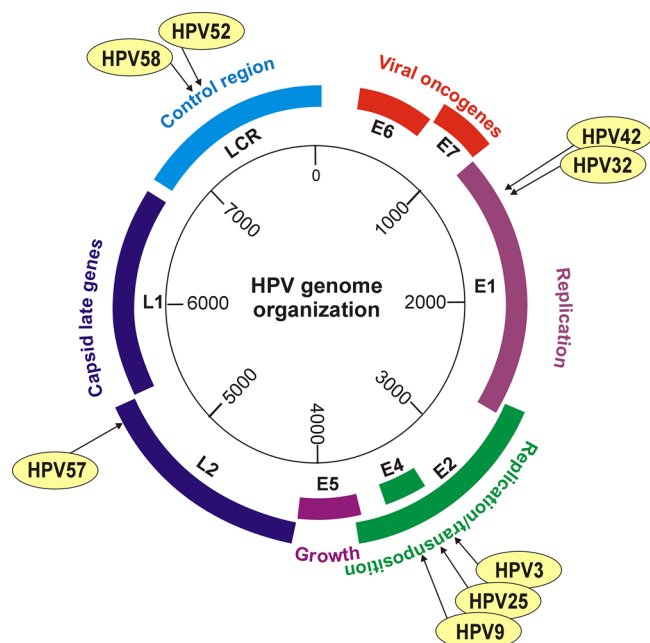 HPV52
HPV58
Control region
Viral oncogenes
E6
E7
LCR
HPV42
HPV32
0
1000
7000
HPV genome
organization
Capsid late genes
L1
6000
2000
E1
Replication
5000
4000
3000
HPV57
L2
E5
E4
E2
Growth
Replication/transnposition
HPV3
HPV25
HPV9